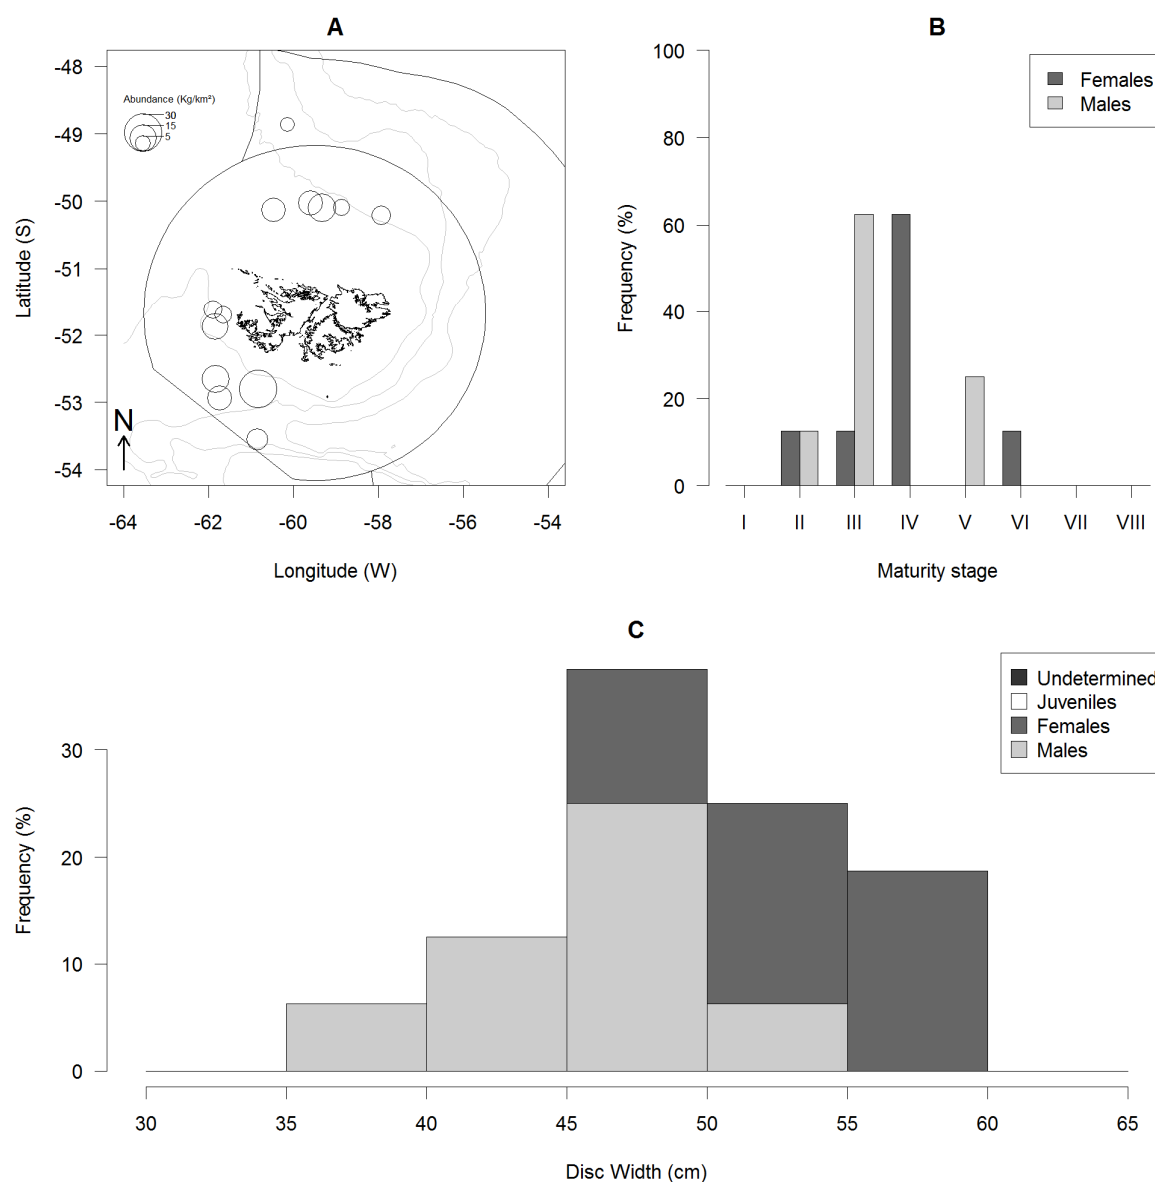 A
Abundance (Kg/km²)
30
15
5
-48
-49
-50
-51
-52
-53
-54
Latitude (S)
N
-64 -62 -60 -58 -56 -54
Longitude (W)
B
Females
Males
100
80
60
40
20
0
Frequency (%)
I II III IV V VI VII VIII
Maturity stage
C
Undetermined
Juveniles
Females
Males
30
20
10
0
Frequency (%)
30 35 40 45 50 55 60 65
Disc Width (cm)